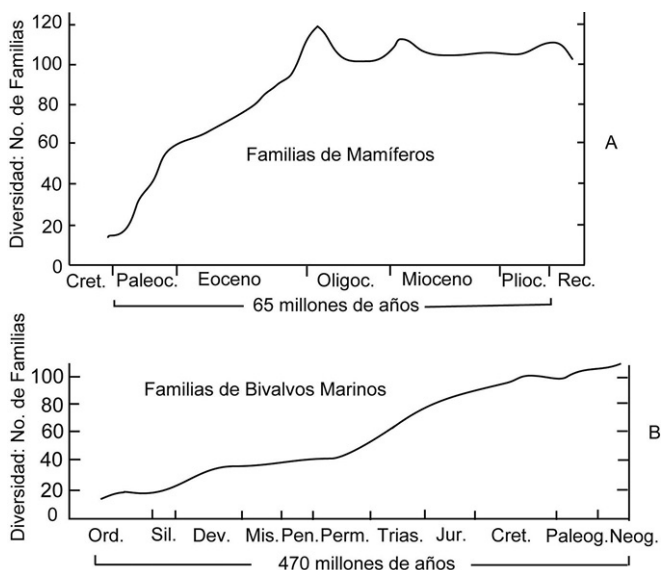 Diversidad: No. de Familias
120
100
80
60
40
20
0
Familias de Mamíferos
A
Cret. Paleoc. Eoceno Oligoc. Mioceno Plioc. Rec.
65 millones de años
Diversidad: No. de Familias
100
80
60
40
20
0
Familias de Bivalvos Marinos
B
Ord. Sil. Dev. Mis. Pen. Perm. Trias. Jur. Cret. Paleog. Neog.
470 millones de años